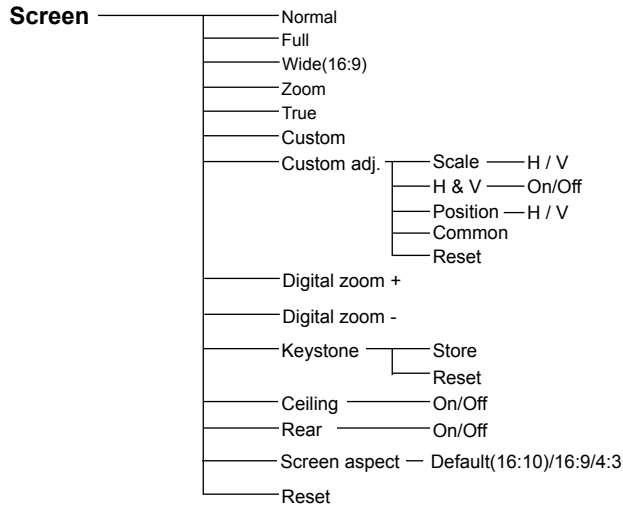 Screen Normal
Full
Wide(16:9)
Zoom
True
Custom
Custom adj. Scale H / V
H & V On/Off
Position H / V
Common
Reset
Digital zoom +
Digital zoom -
Keystone Store
Reset
Ceiling On/Off
Rear On/Off
Screen aspect Default(16:10)/16:9/4:3
Reset